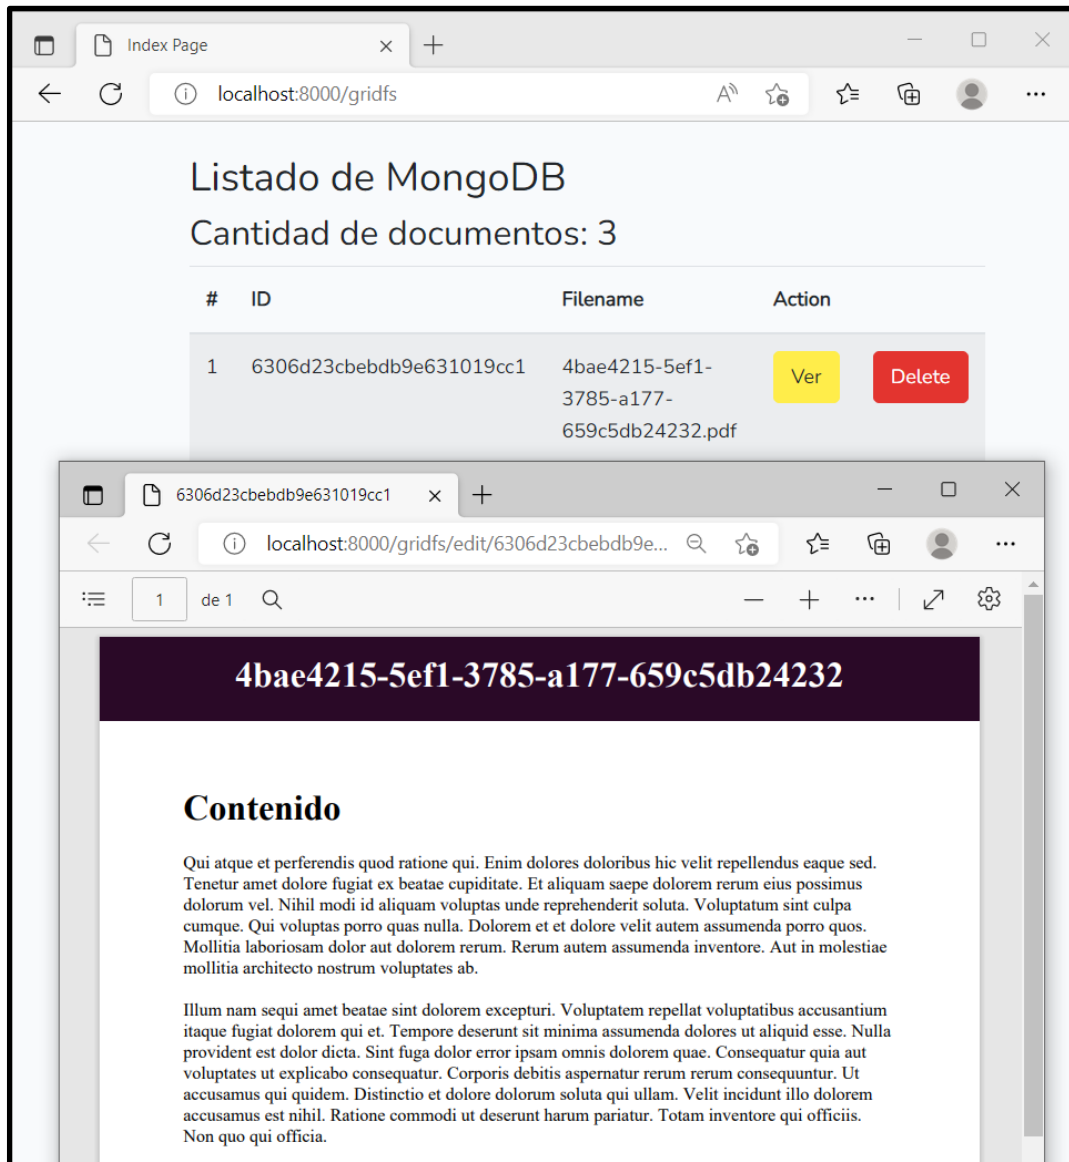 Index Page
localhost:8000/gridfs
Listado de MongoDB
Cantidad de documentos: 3
# ID Filename Action
1 6306d23cbebdb9e631019cc1 4bae4215-5ef1- Ver Delete
3785-a177-
659c5db24232.pdf
6306d23cbebdb9e631019cc1
localhost:8000/gridfs/edit/6306d23cbebdb9e...
1 de 1
4bae4215-5ef1-3785-a177-659c5db24232
Contenido
Qui atque et perferendis quod ratione qui. Enim dolores doloribus hic velit repellendus eaque sed.
Tenetur amet dolore fugiat ex beatae cupiditate. Et aliquam saepe dolorem rerum eius possimus
dolorum vel. Nihil modi id aliquam voluptas unde reprehenderit soluta. Voluptatum sint culpa
cumque. Qui voluptas porro quas nulla. Dolorem et et dolore velit autem assumenda porro quos.
Mollitia laboriosam dolor aut dolorem rerum. Rerum autem assumenda inventore. Aut in molestiae
mollitia architecto nostrum voluptates ab.
Illum nam sequi amet beatae sint dolorem excepturi. Voluptatem repellat voluptatibus accusantium
itaque fugiat dolorem qui et. Tempore deserunt sit minima assumenda dolores ut aliquid esse. Nulla
provident est dolor dicta. Sint fuga dolor error ipsam omnis dolorem quae. Consequatur quia aut
voluptates ut explicabo consequatur. Corporis debitis aspernatur rerum rerum consequuntur. Ut
accusamus qui quidem. Distinctio et dolore dolorum soluta qui ullam. Velit incidunt illo dolorem
accusamus est nihil. Ratione commodi ut deserunt harum pariatur. Totam inventore qui officiis.
Non quo qui officia.